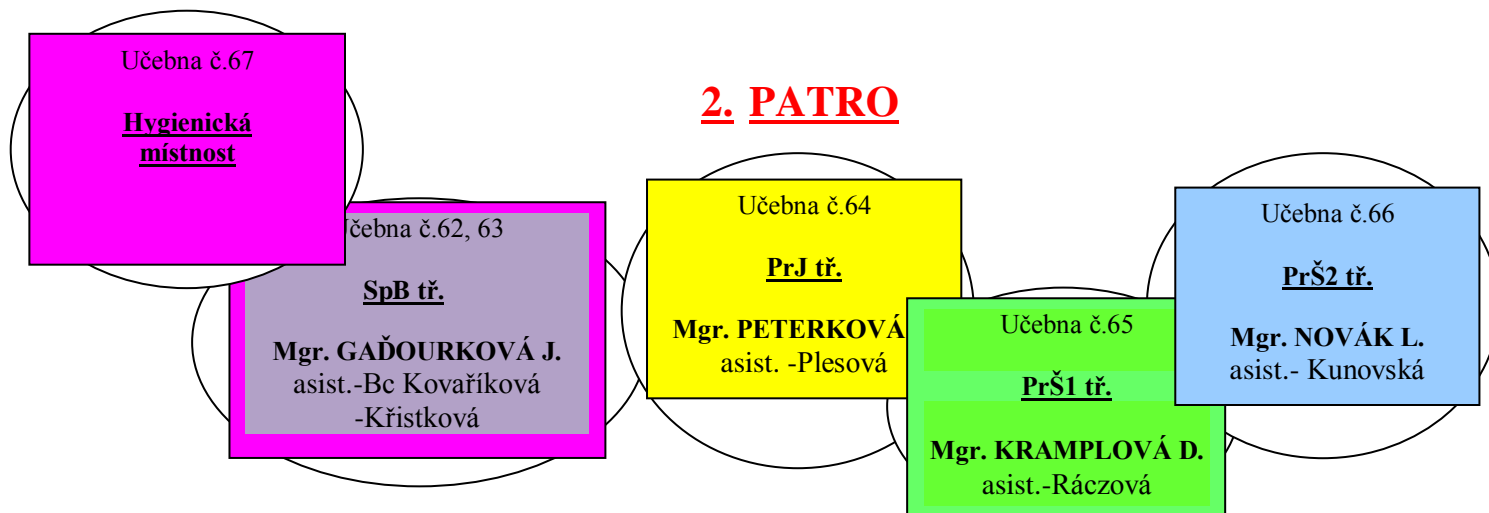 Učebna č.67
Hygienická
místnost
2. PATRO
Učebna č.62, 63
SpB tř.
Mgr. GAĎOURKOVÁ J.
asist.-Bc Kovaříková
-Křistková
Učebna č.64
PrJ tř.
Mgr. PETERKOVÁ
asist. -Plesová
Učebna č.65
PrŠ1 tř.
Mgr. KRAMPLOVÁ D.
asist.-Ráczová
Učebna č.66
PrŠ2 tř.
Mgr. NOVÁK L.
asist.- Kunovská